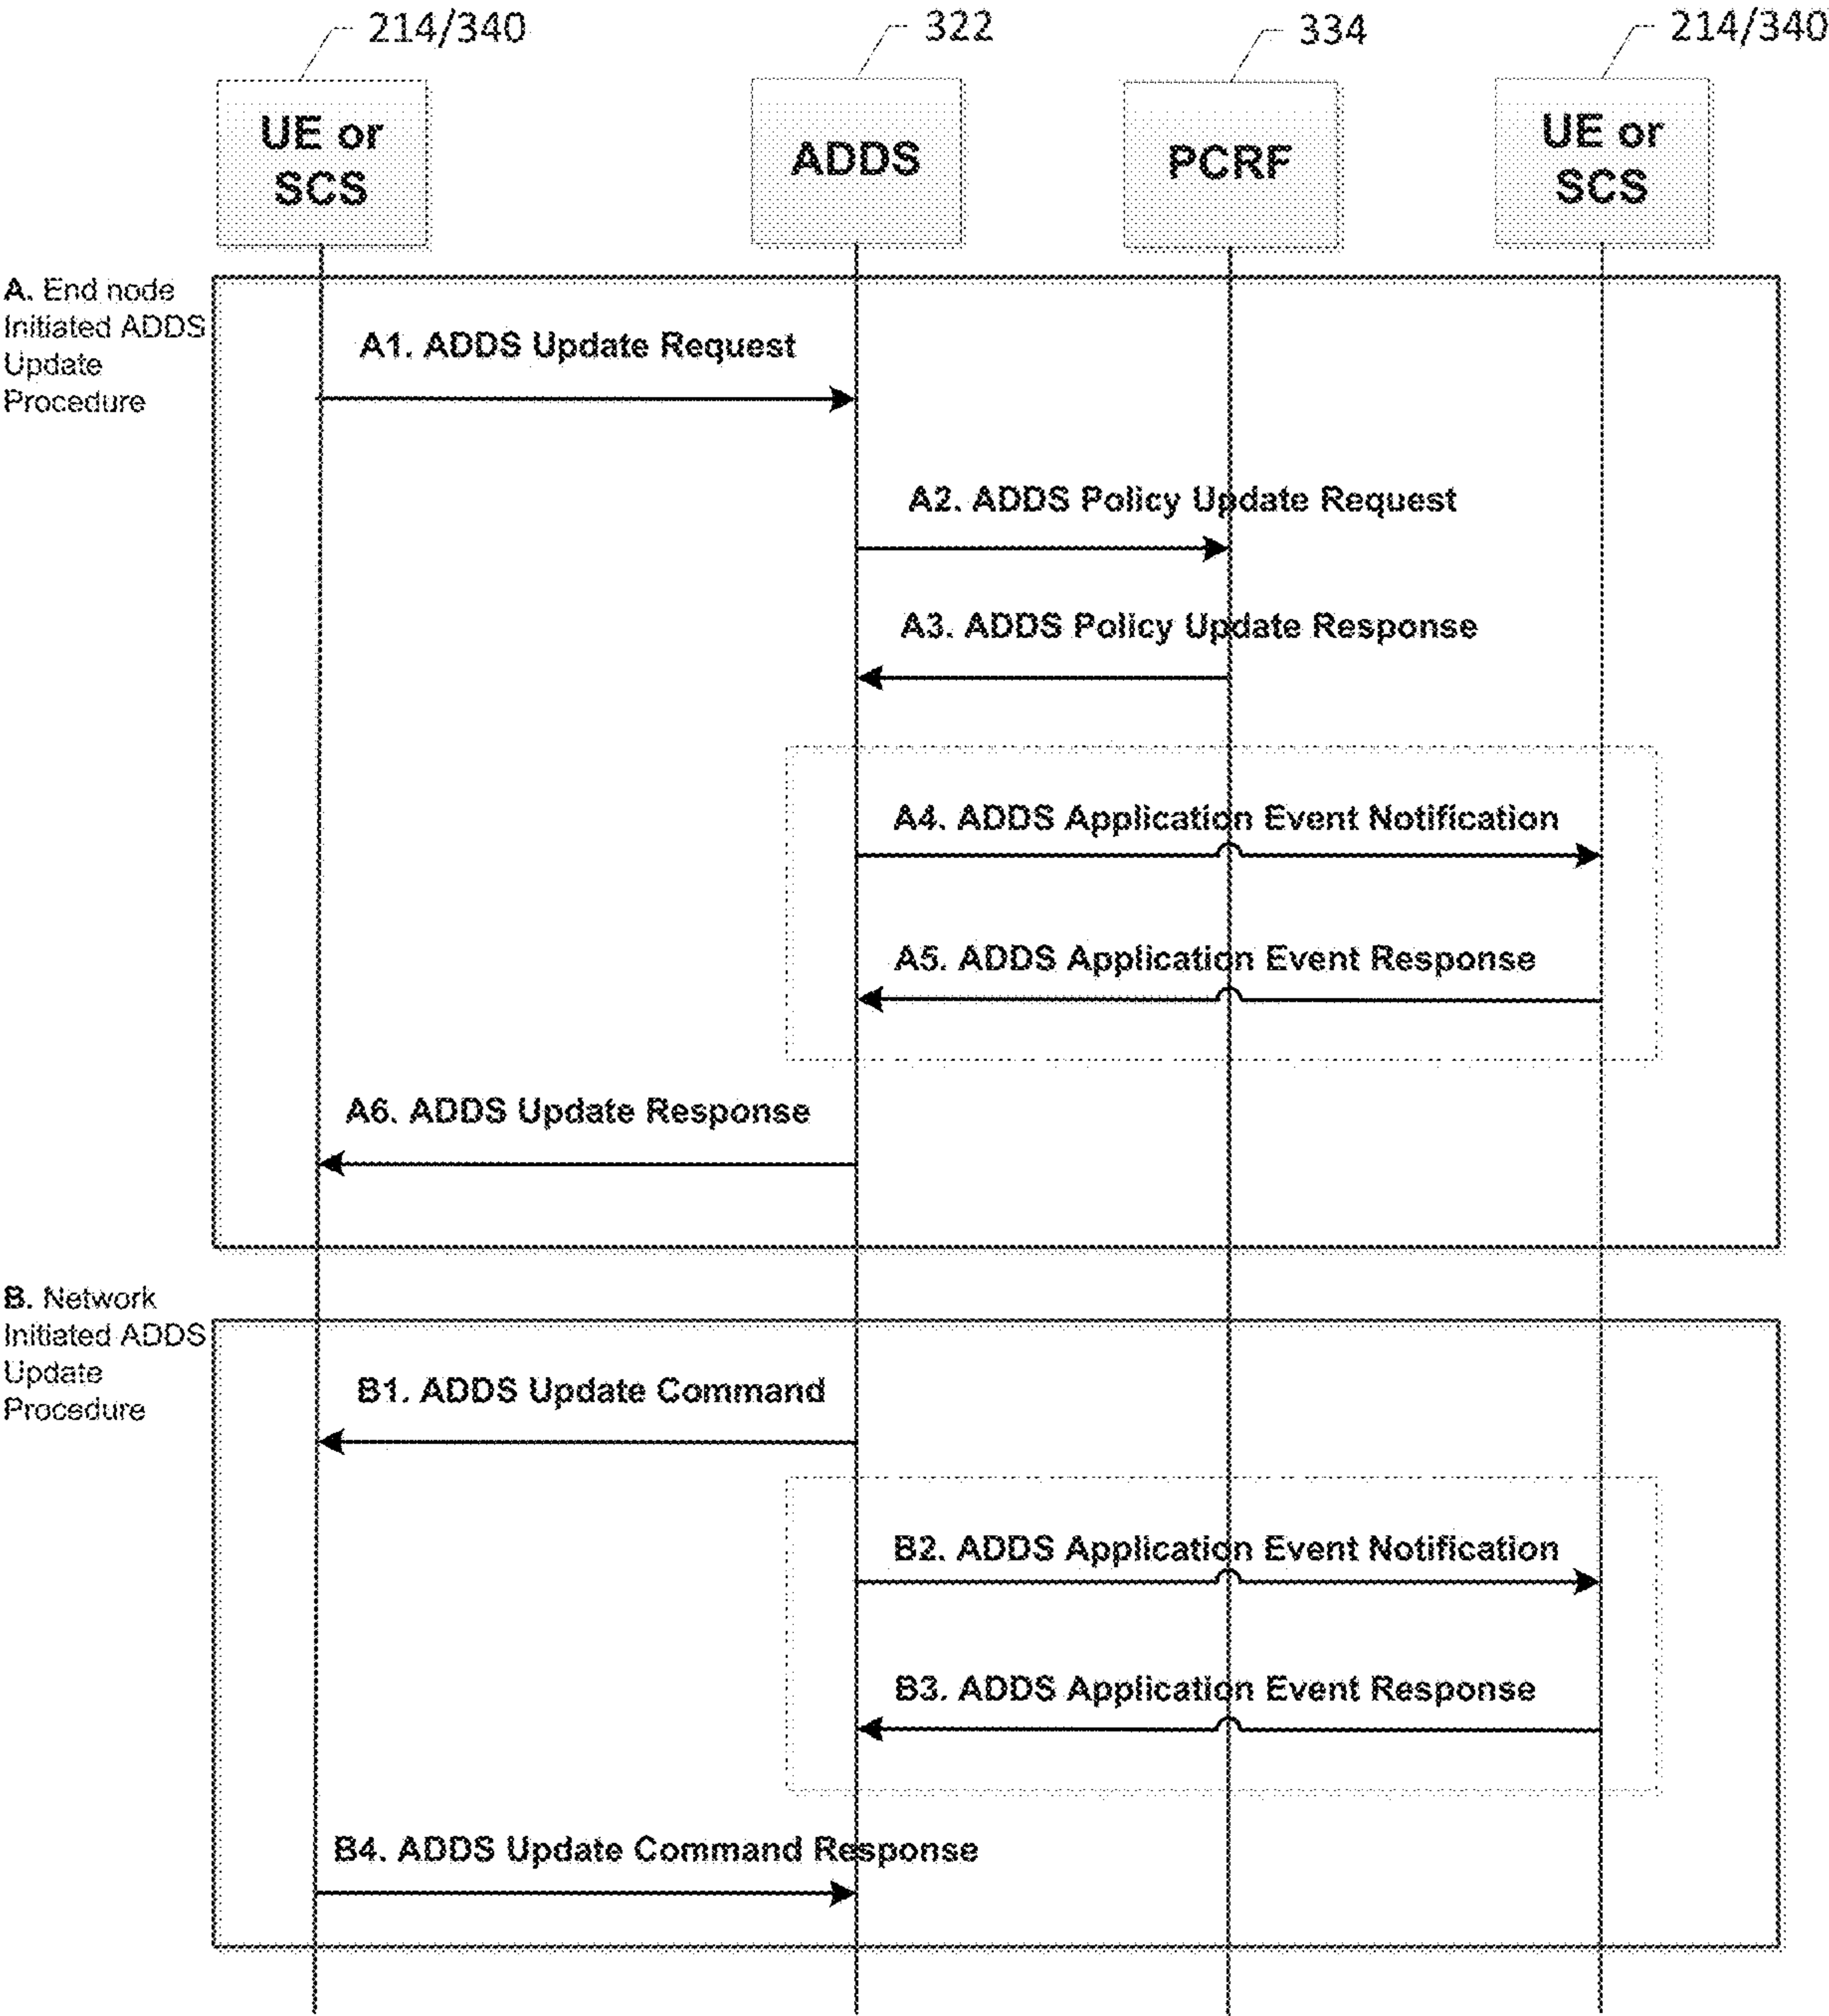 214/340
322
334
214/340
UE or
SCS
ADDS
PCRF
UE or
SCS
A. End node
Initiated ADDS
Update
Procedure
A1. ADDS Update Request
A2. ADDS Policy Update Request
A3. ADDS Policy Update Response
A4. ADDS Application Event Notification
A5. ADDS Application Event Response
A6. ADDS Update Response
B. Network
Initiated ADDS
Update
Procedure
B1. ADDS Update Command
B2. ADDS Application Event Notification
B3. ADDS Application Event Response
B4. ADDS Update Command Response